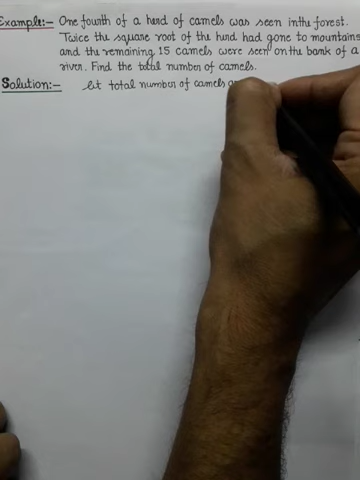 Example:- One fourth of a herd of camels was seen in the forest.
Twice the square root of the herd had gone to mountains
and the remaining 15 camels were seen on the bank of a
river. Find the total number of camels.
Solution:- let total number of camels